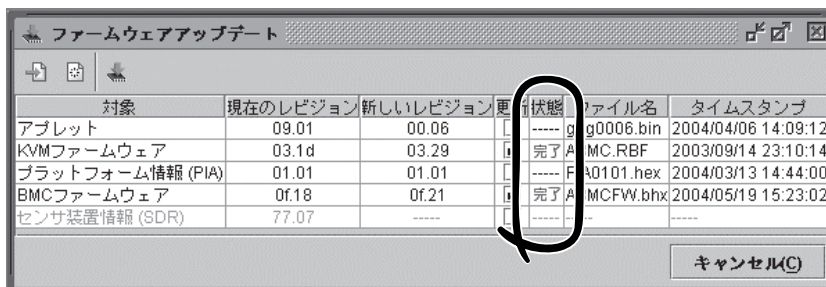 ファームウェアアップデート
対象 現在のレビジョン 新しいレビジョン 更新 状態 ファイル名 タイムスタンプ
アプレット 09.01 00.06 ----- 0006.bin 2004/04/06 14:09:12
KVMファームウェア 03.1d 03.29 完了 MC.RBF 2003/09/14 23:10:14
プラットフォーム情報 (PIA) 01.01 01.01 ----- 0101.hex 2004/03/13 14:44:00
BMCファームウェア 0f.18 0f.21 完了 MCFW.bhx 2004/05/19 15:23:02
センサ装置情報 (SDR) 77.07 ----- ----- ----- -----
キャンセル(C)